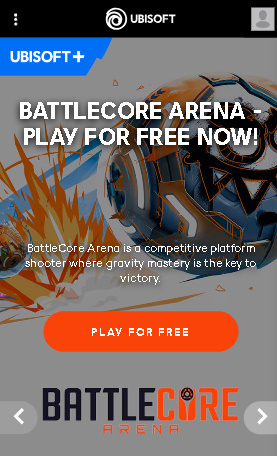 UBISOFT
UBISOFT+
BATTLECORE ARENA -
PLAY FOR FREE NOW!
BattleCore Arena is a competitive platform
shooter where gravity mastery is the key to
victory.
PLAY FOR FREE
BATTLECORE
ARENA